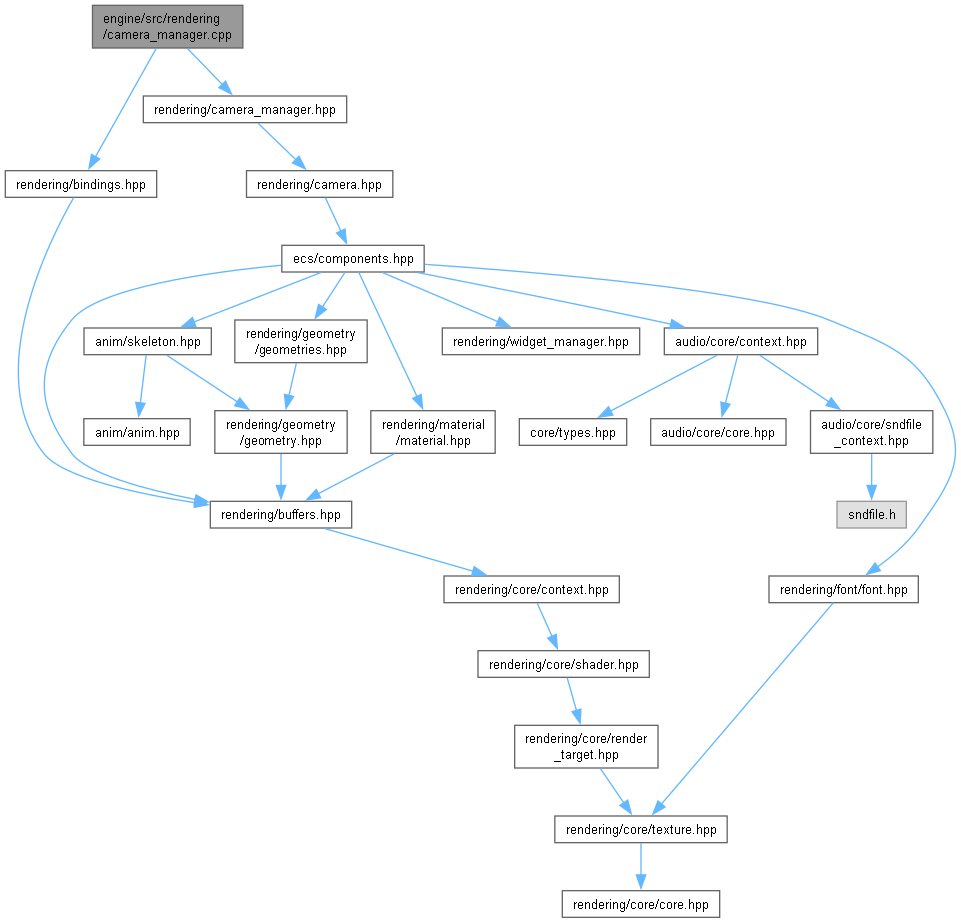 engine/src/rendering
/camera_manager.cpp
rendering/camera_manager.hpp
rendering/bindings.hpp
rendering/camera.hpp
ecs/components.hpp
anim/skeleton.hpp
rendering/geometry
/geometries.hpp
rendering/widget_manager.hpp
audio/core/context.hpp
anim/anim.hpp
rendering/geometry
/geometry.hpp
rendering/material
/material.hpp
core/types.hpp
audio/core/core.hpp
audio/core/sndfile
_context.hpp
rendering/buffers.hpp
sndfile.h
rendering/core/context.hpp
rendering/font/font.hpp
rendering/core/shader.hpp
rendering/core/render
_target.hpp
rendering/core/texture.hpp
rendering/core/core.hpp